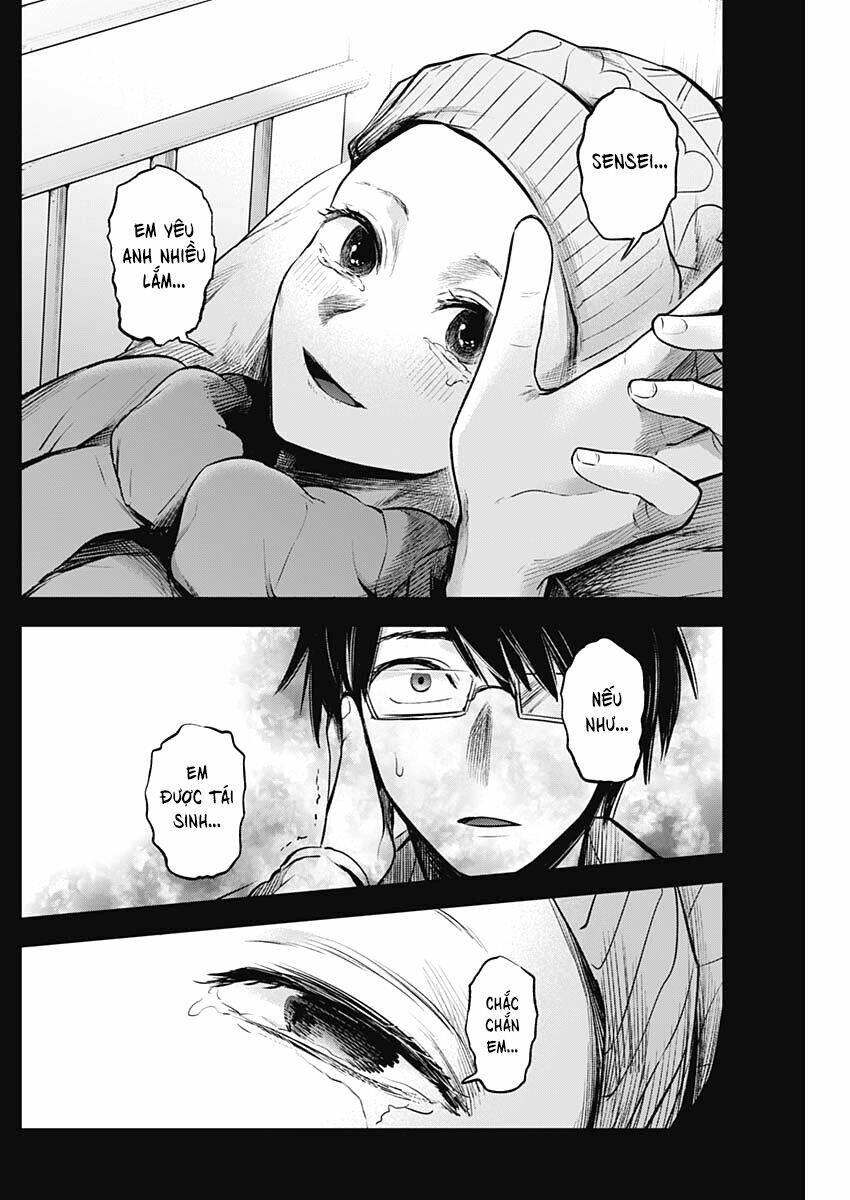 SENSEI...
EM YÊU
ANH NHIỀU
LẮM...
NẾU
NHƯ...
EM
ĐƯỢC TÁI
SINH...
CHẮC
CHẮN
EM...